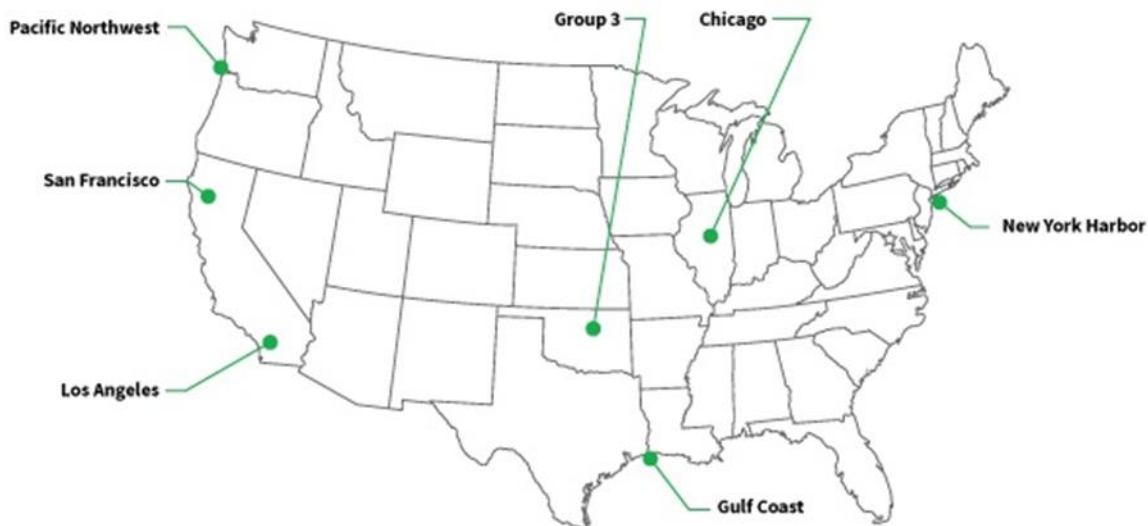 Pacific Northwest
Group 3
Chicago
San Francisco
New York Harbor
Los Angeles
Gulf Coast